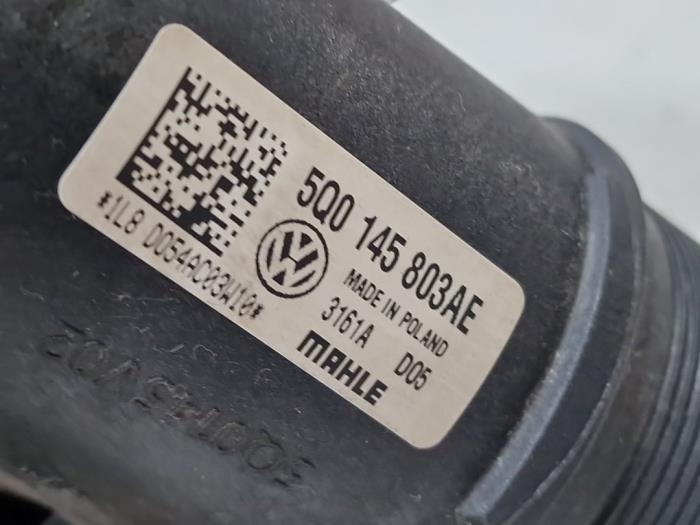 5Q0 145 803AE
MADE IN POLAND
3161A D05
MAHLE
*1L8 D054AC03H10*